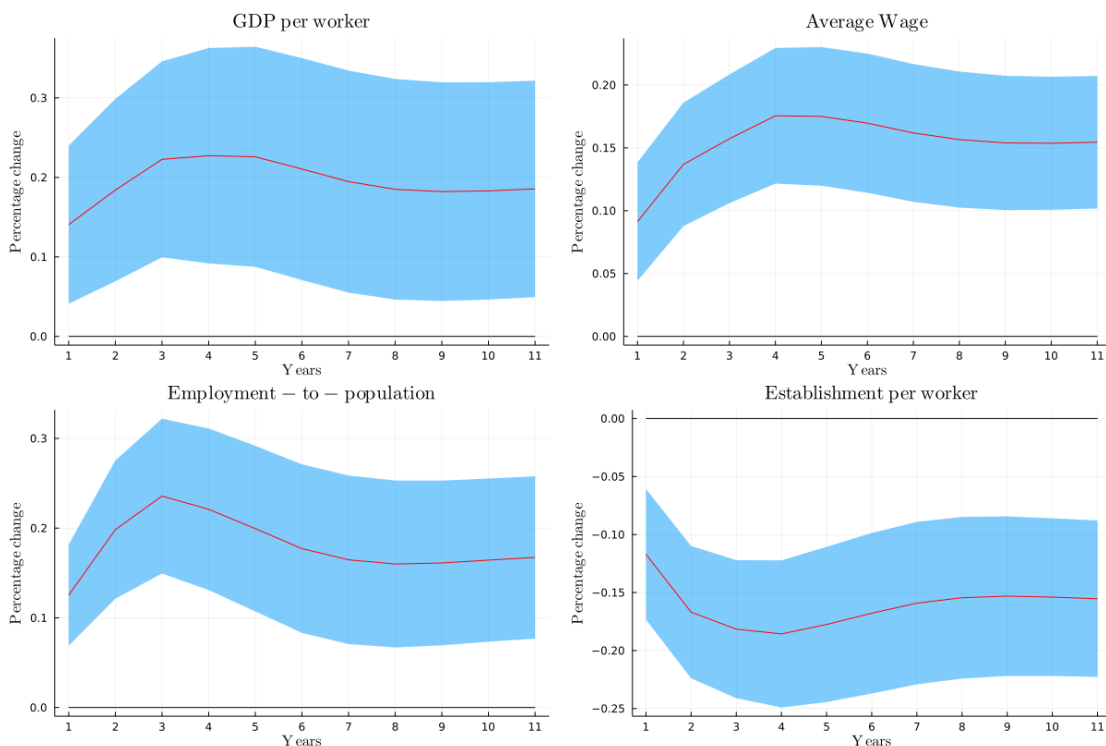 GDP per worker
Percentage change
0.3
0.2
0.1
0.0
1 2 3 4 5 6 7 8 9 10 11
Years
Average Wage
Percentage change
0.20
0.15
0.10
0.05
0.00
1 2 3 4 5 6 7 8 9 10 11
Years
Employment − to − population
Percentage change
0.3
0.2
0.1
0.0
1 2 3 4 5 6 7 8 9 10 11
Years
Establishment per worker
Percentage change
0.00
−0.05
−0.10
−0.15
−0.20
−0.25
1 2 3 4 5 6 7 8 9 10 11
Years